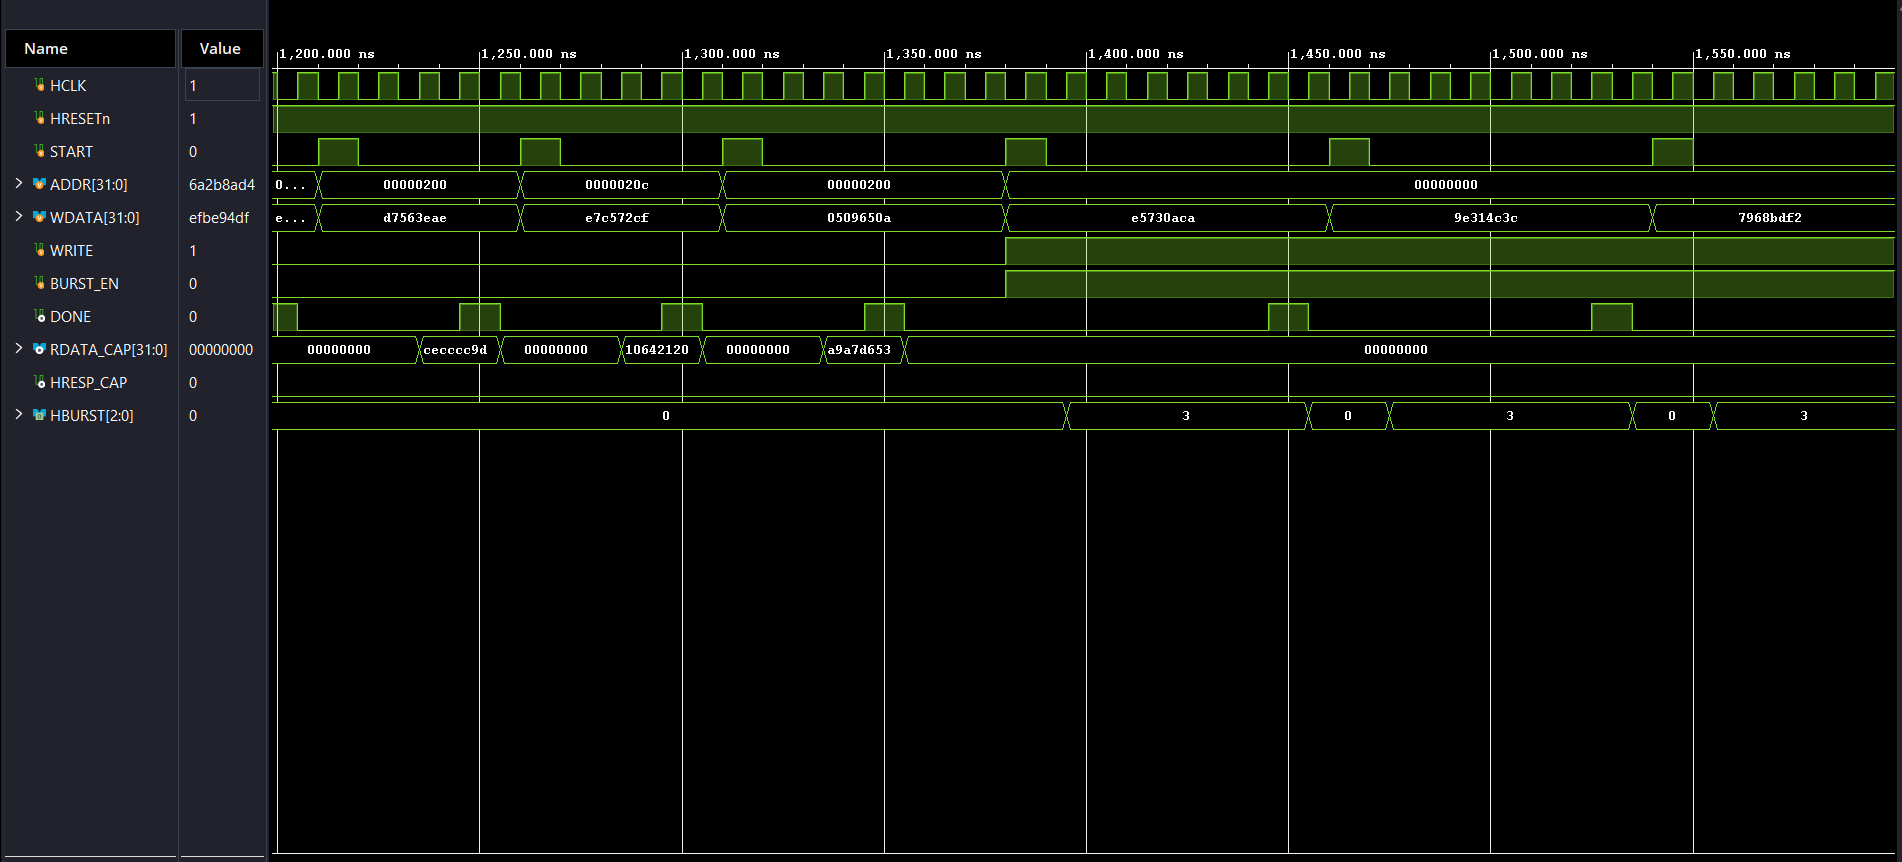 Name Value
1,200.000 ns 1,250.000 ns 1,300.000 ns 1,350.000 ns 1,400.000 ns 1,450.000 ns 1,500.000 ns 1,550.000 ns
HCLK 1
HRESETn 1
START 0
ADDR[31:0] 6a2b8ad4 0... 00000200 0000020c 00000200 00000000
WDATA[31:0] efbe94df e... d7563eae e7c572cf 0509650a e5730aca 9e314c3c 7968bdf2
WRITE 1
BURST_EN 0
DONE 0
RDATA_CAP[31:0] 00000000 00000000 cecccc9d 00000000 10642120 00000000 a9a7d653 00000000
HRESP_CAP 0
HBURST[2:0] 0 0 3 0 3 0 3